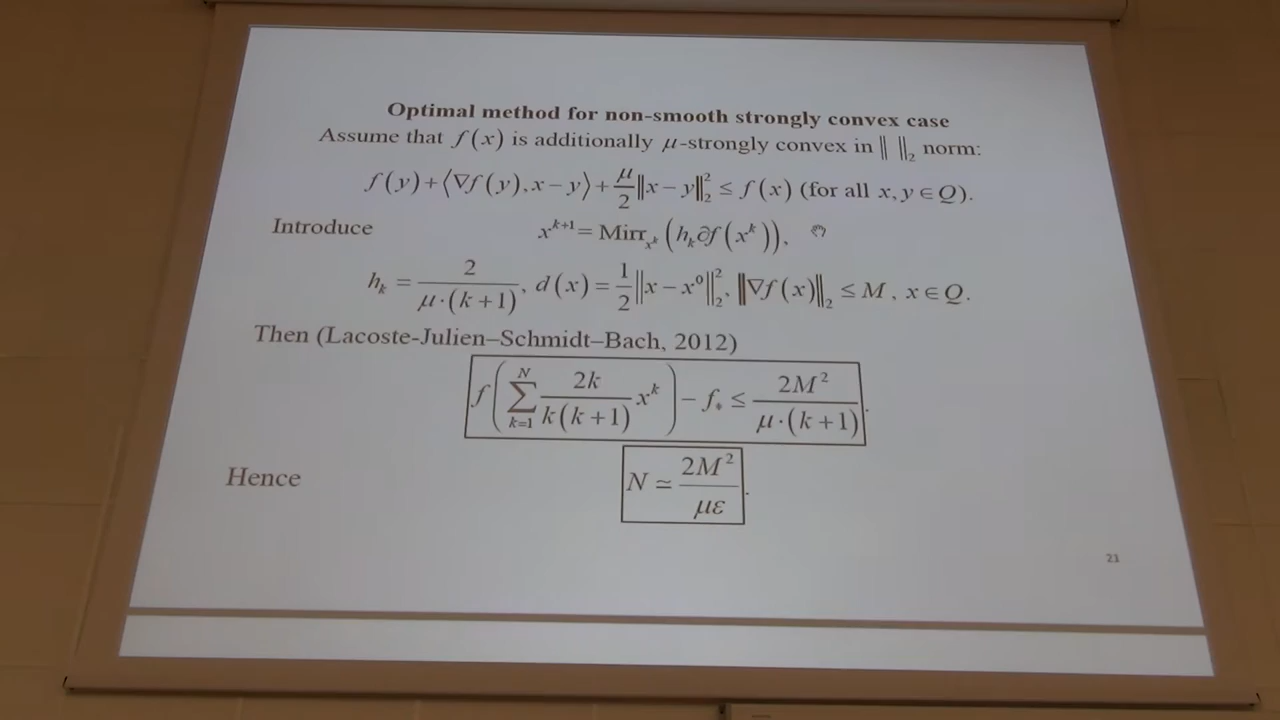 Optimal method for non-smooth strongly convex case
Assume that f(x) is additionally μ-strongly convex in ‖ ‖₂ norm:
f(y)+⟨∇f(y), x−y⟩+μ/2‖x−y‖₂² ≤ f(x) (for all x, y ∈ Q).
Introduce x^{k+1} = Mirr_{x^k}(h_k ∂f(x^k)),
h_k = 2/(μ·(k+1)), d(x) = 1/2‖x−x⁰‖₂², ‖∇f(x)‖₂ ≤ M, x ∈ Q.
Then (Lacoste-Julien–Schmidt–Bach, 2012)
f(∑_{k=1}^{N} 2k/(k(k+1)) x^k) − f_* ≤ 2M²/(μ·(k+1)).
Hence N ≃ 2M²/(με).
21